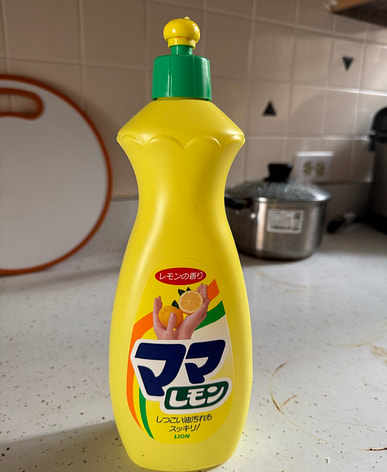 レモンの香り
ママ
レモン
しつこい油汚れも
スッキリ!
LION